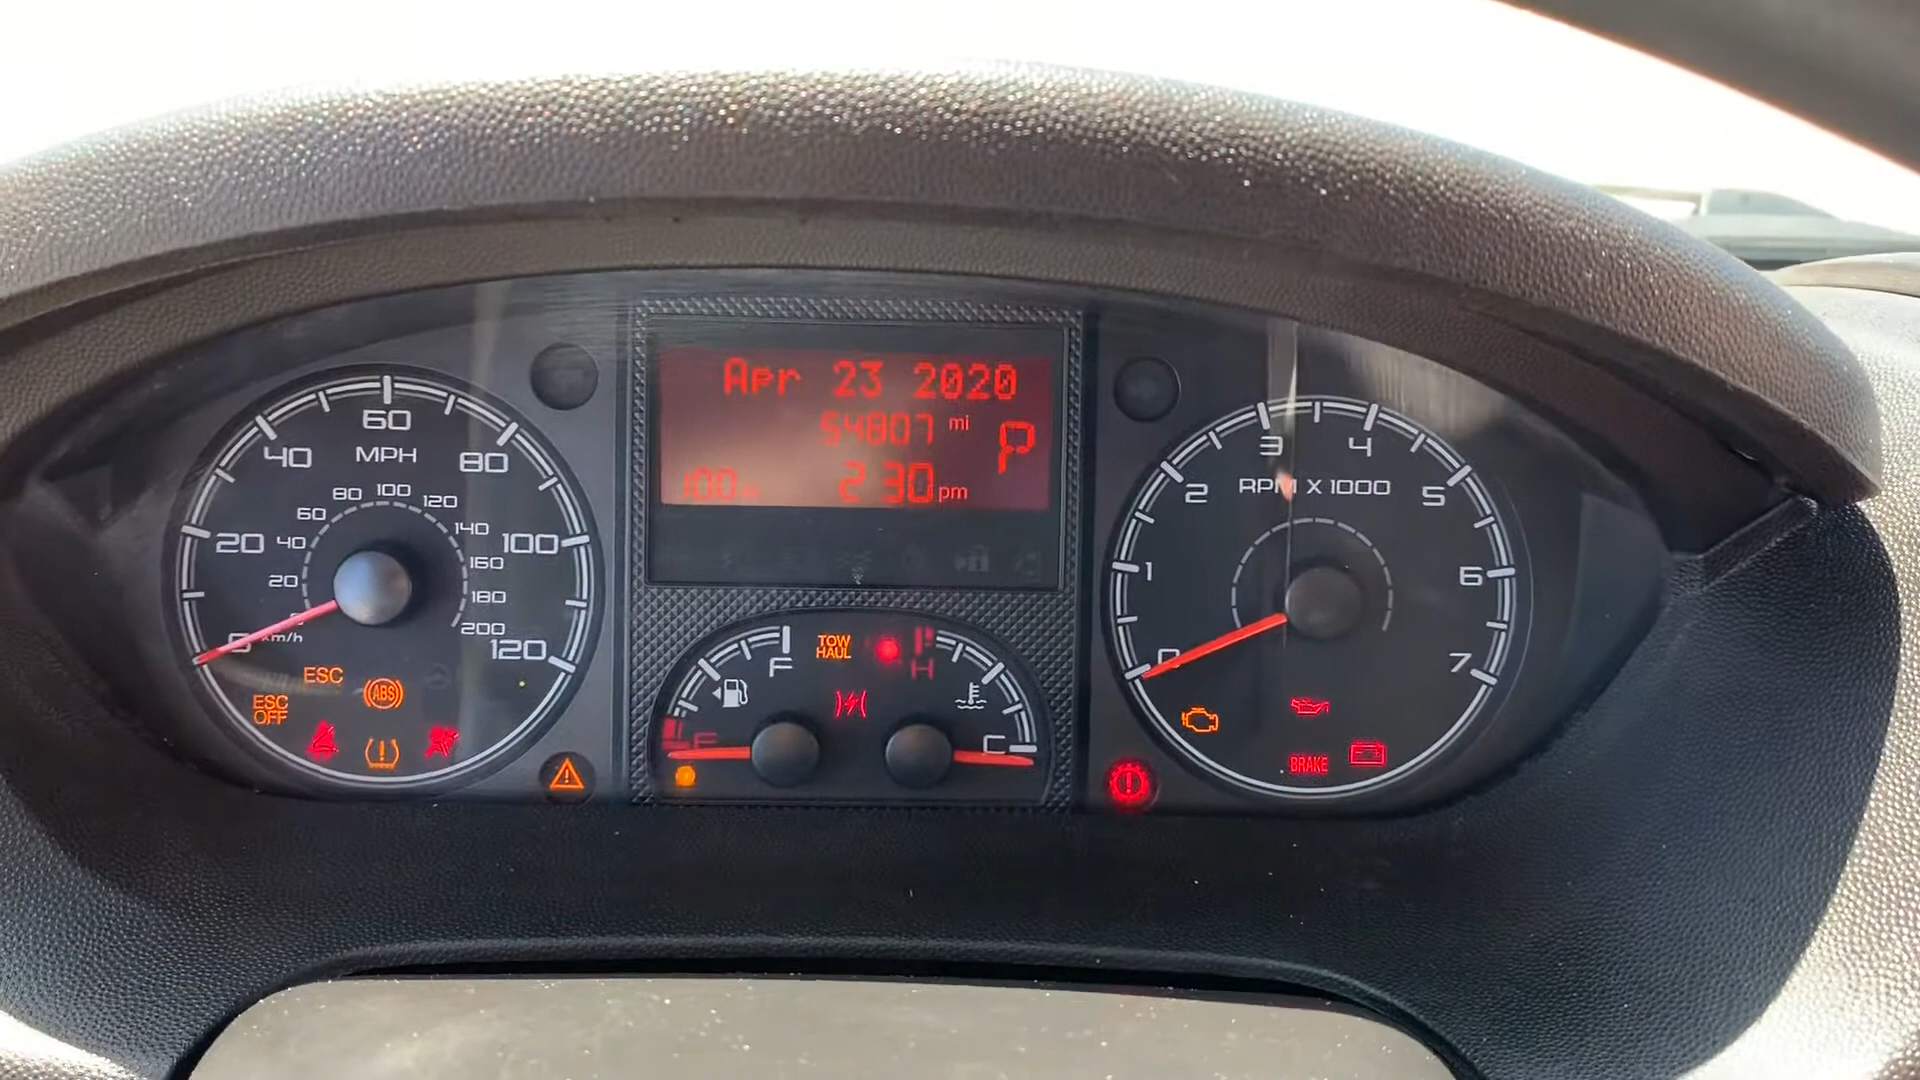 Apr 23 2020
54807 mi
P
100
2:30 pm
60
MPH
40
80
20
100
0
120
80 100 120
60
140
40
160
20
180
200
km/h
ESC
ABS
ESC
OFF
F
TOW
HAUL
H
E
C
3
4
2
RPM X 1000
5
1
6
0
7
BRAKE